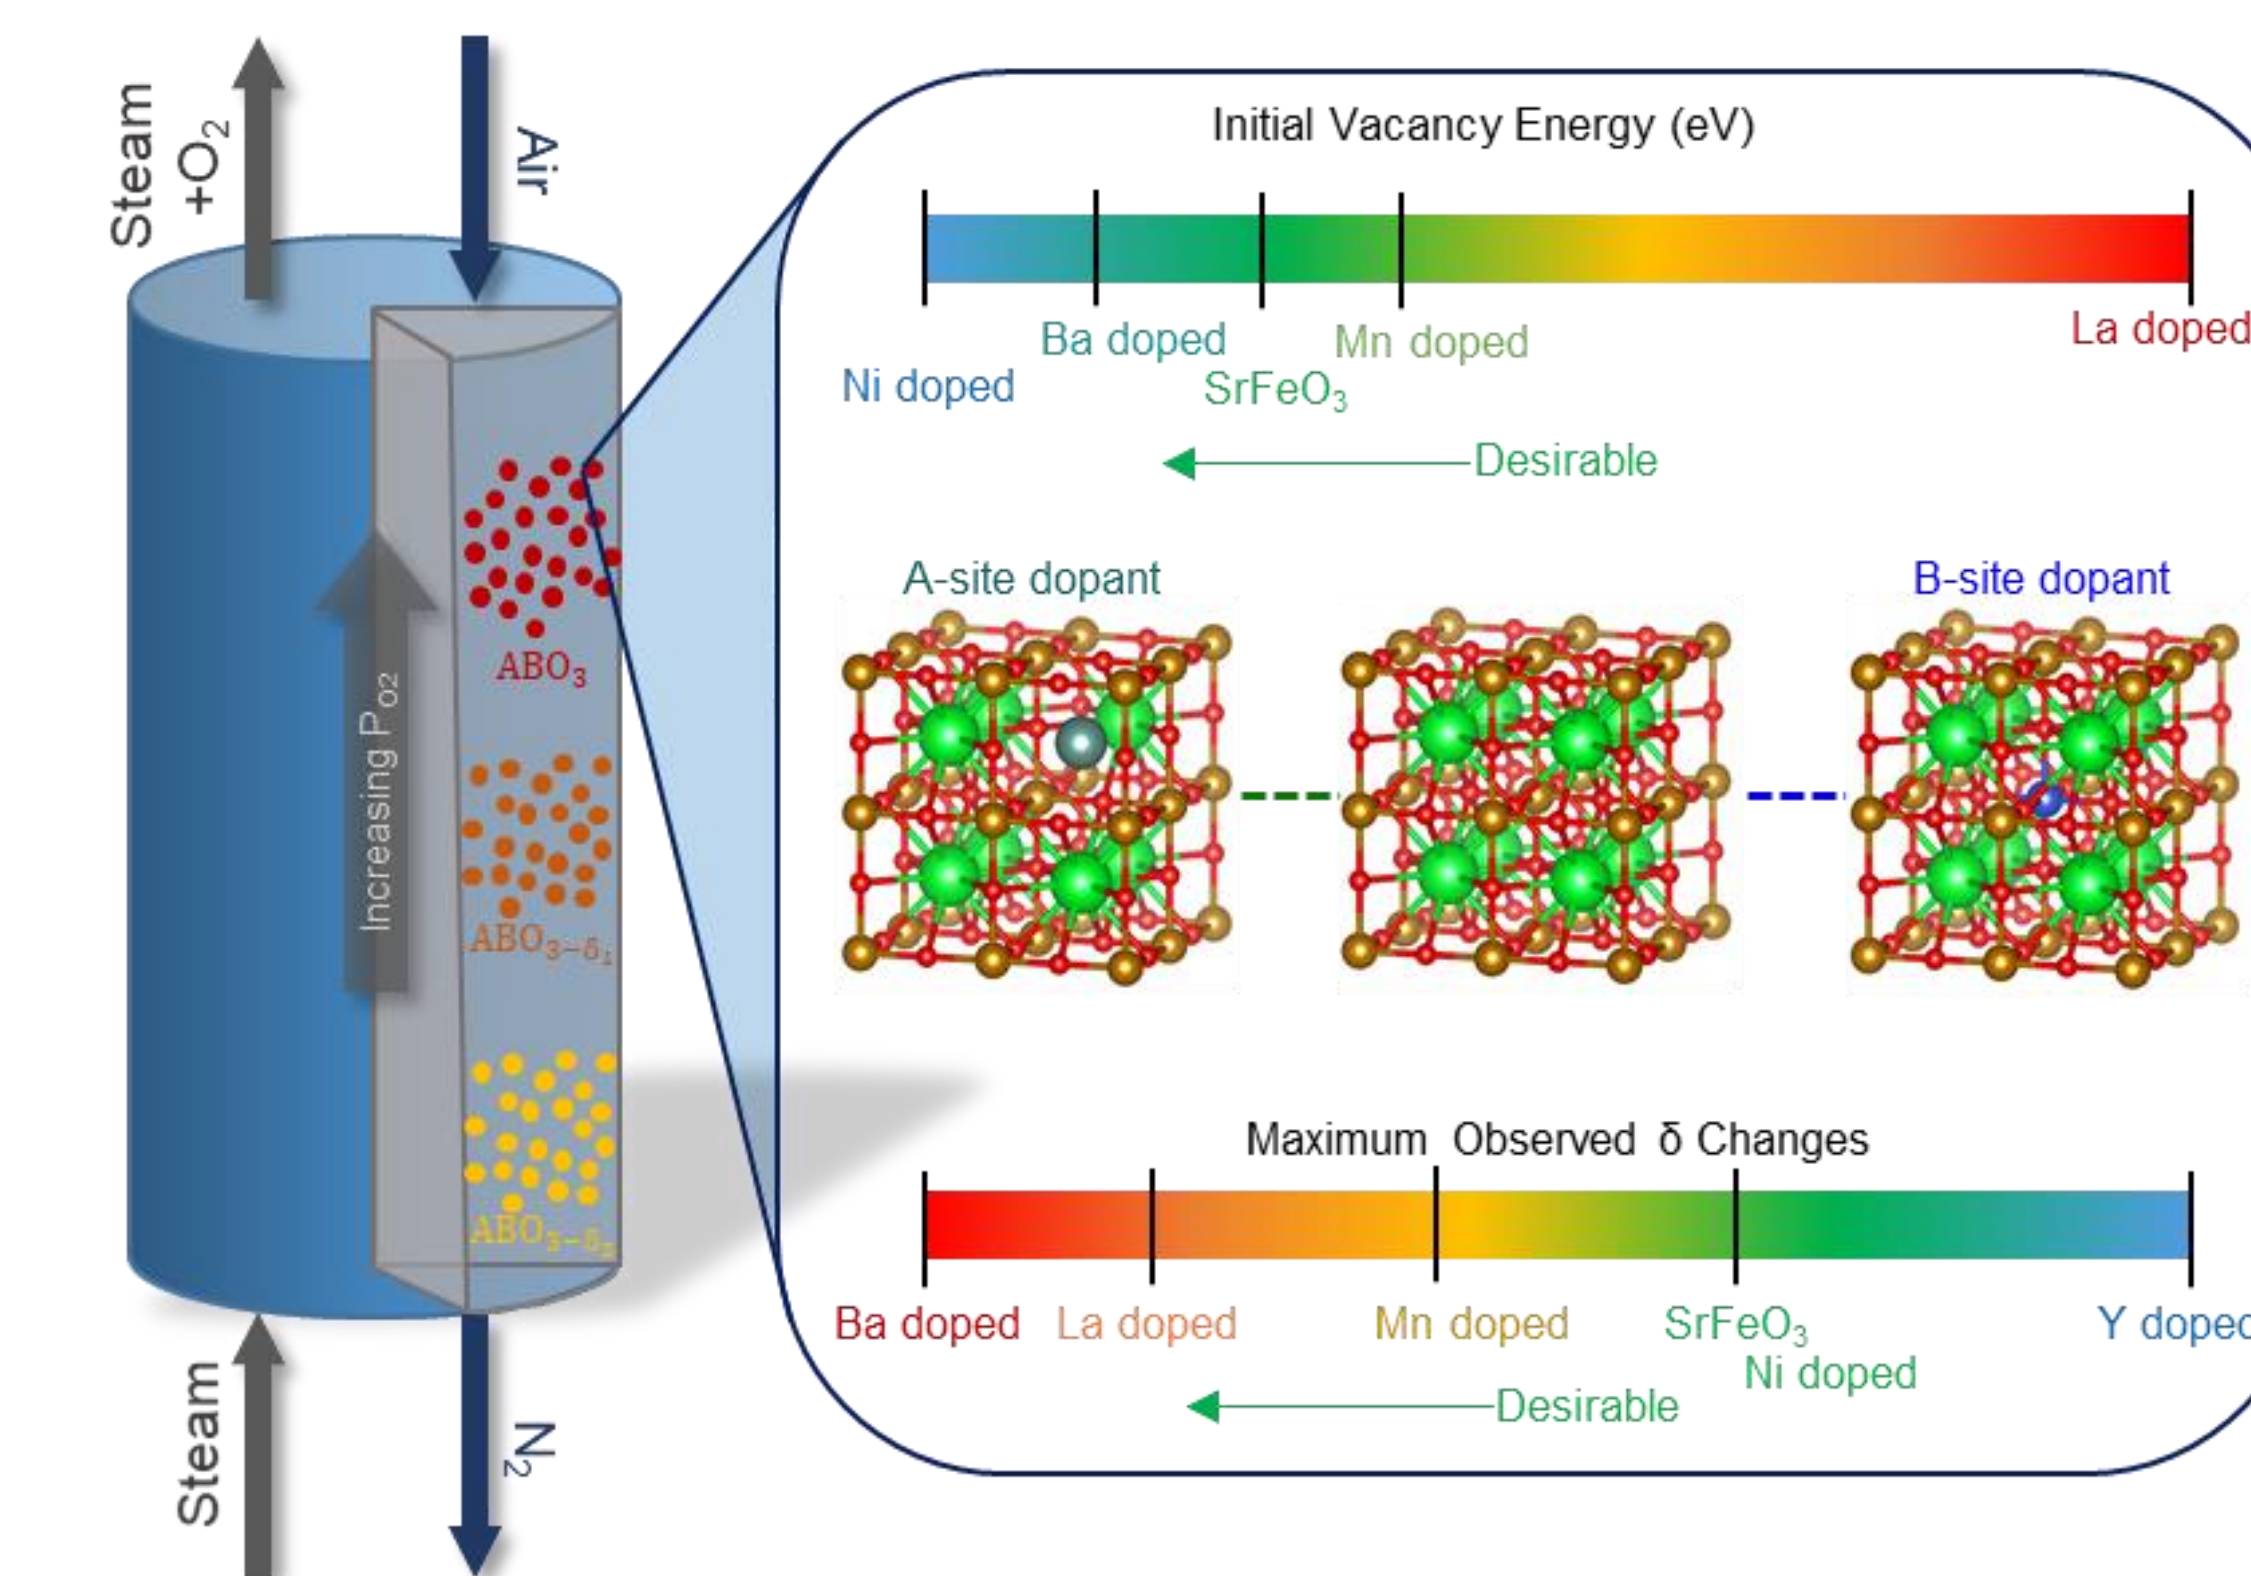 Steam
+O₂
Air
Increasing P_O2
ABO₃
ABO₃₋δ₁
ABO₃₋δ₂
Steam
N₂
Initial Vacancy Energy (eV)
Ni doped
Ba doped
SrFeO₃
Mn doped
La doped
Desirable
A-site dopant
B-site dopant
Maximum Observed δ Changes
Ba doped
La doped
Mn doped
SrFeO₃
Ni doped
Y doped
Desirable